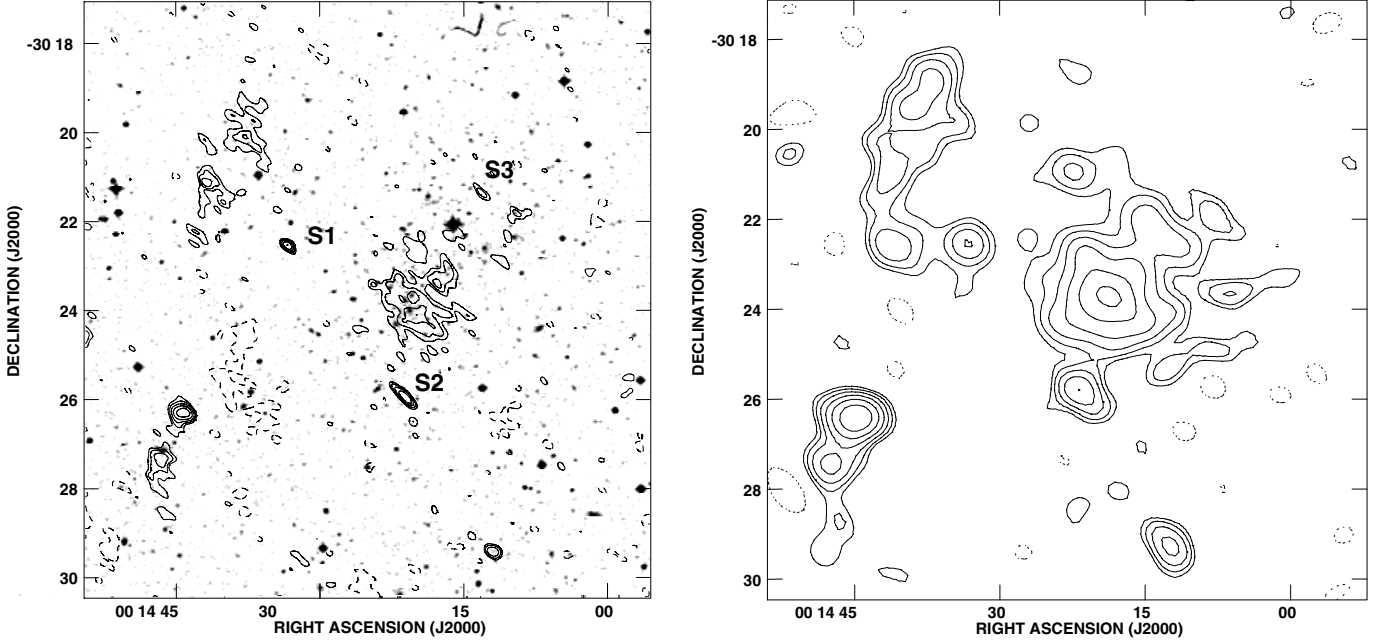 -30 18
20
22
24
26
28
30
DECLINATION (J2000)
S1
S2
S3
00 14 45
30
15
00
RIGHT ASCENSION (J2000)
-30 18
20
22
24
26
28
30
DECLINATION (J2000)
00 14 45
30
15
00
RIGHT ASCENSION (J2000)